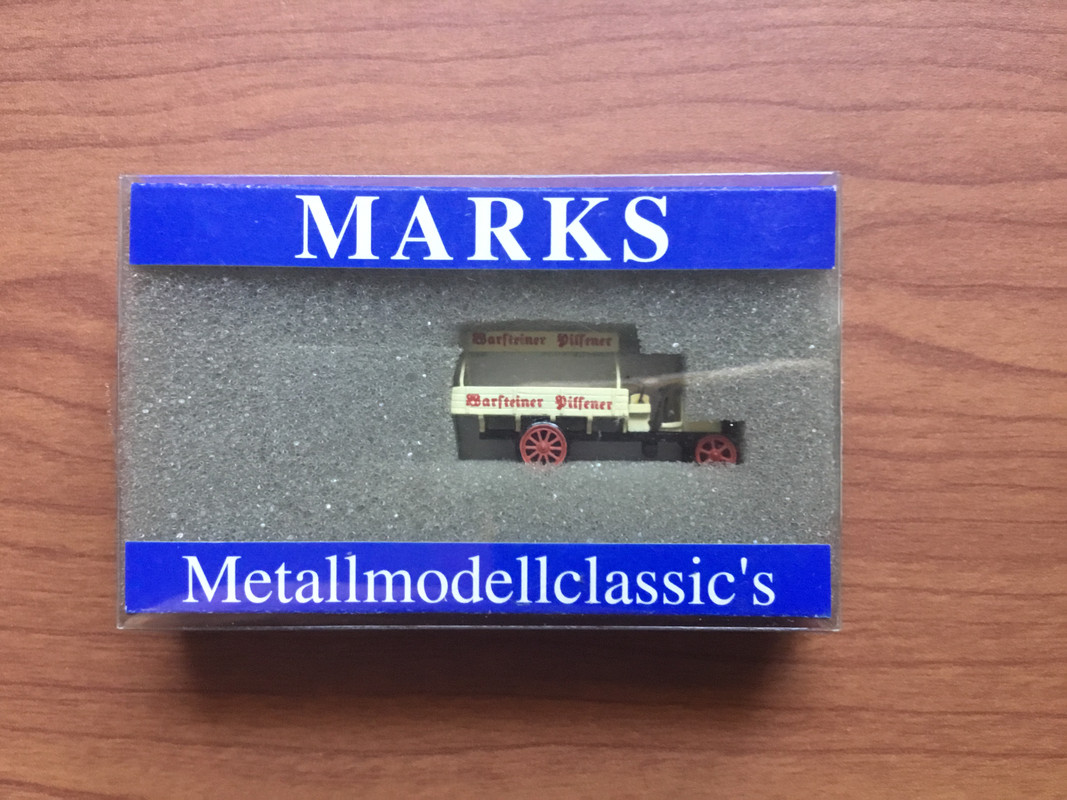 MARKS
Warſteiner Pilſener
Warſteiner Pilſener
Metallmodellclassic's